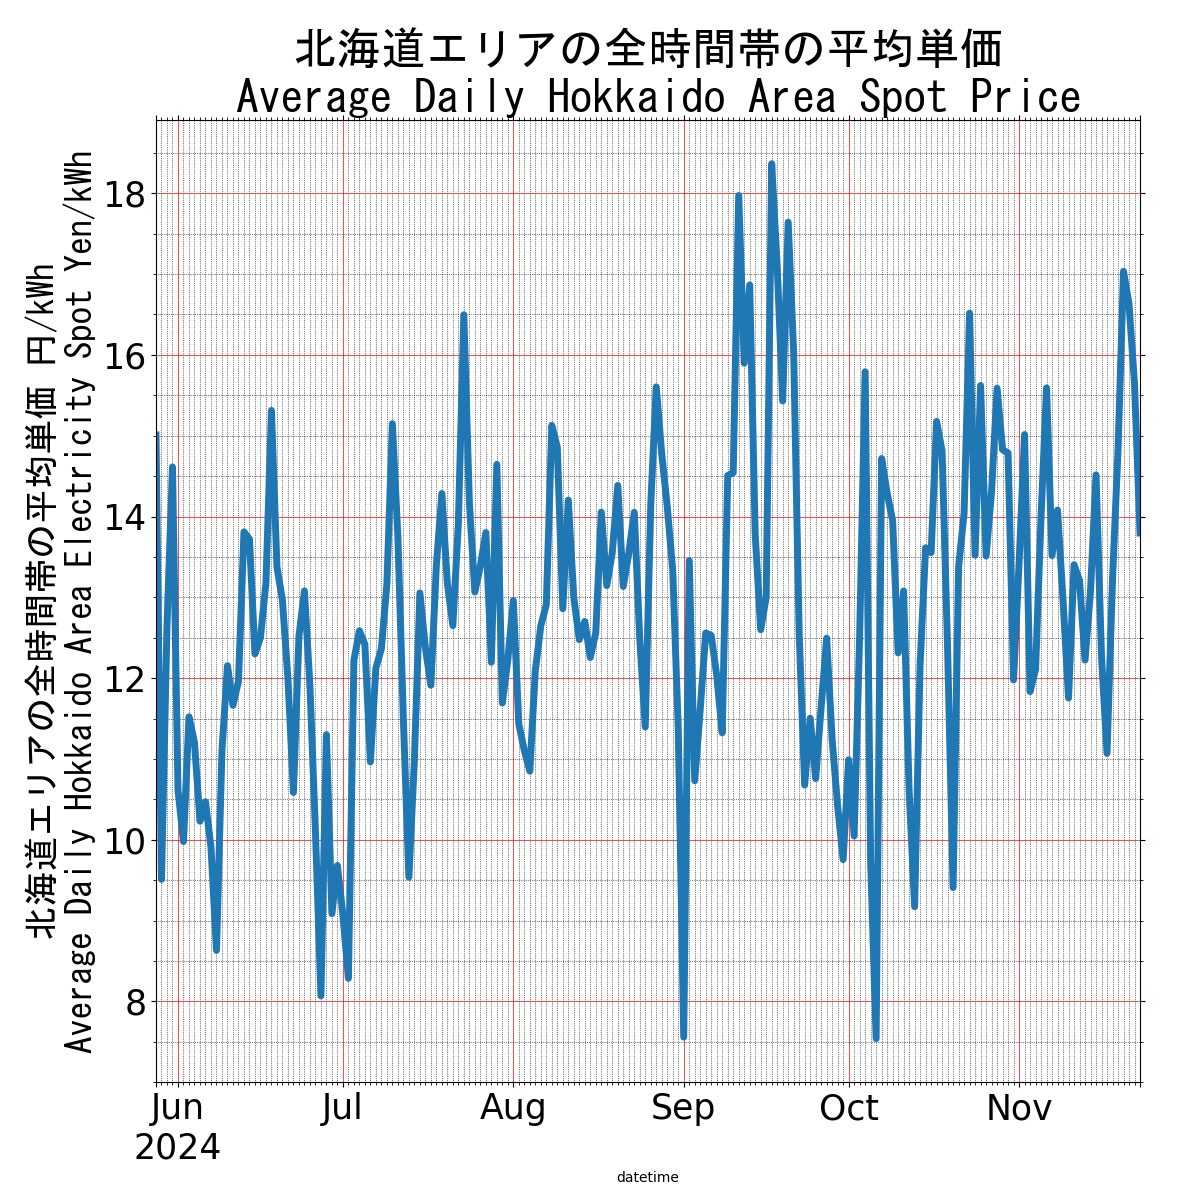 北海道エリアの全時間帯の平均単価
Average Daily Hokkaido Area Spot Price
北海道エリアの全時間帯の平均単価 円/kWh
Average Daily Hokkaido Area Electricity Spot Yen/kWh
18
16
14
12
10
8
Jun Jul Aug Sep Oct Nov
2024
datetime